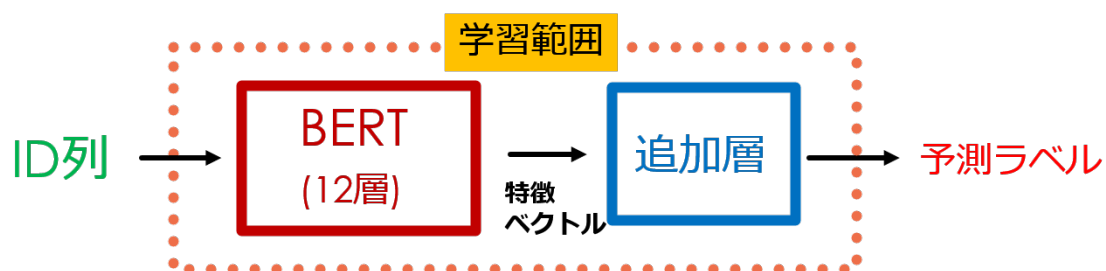 学習範囲
ID列
BERT
(12層)
特徴
ベクトル
追加層
予測ラベル